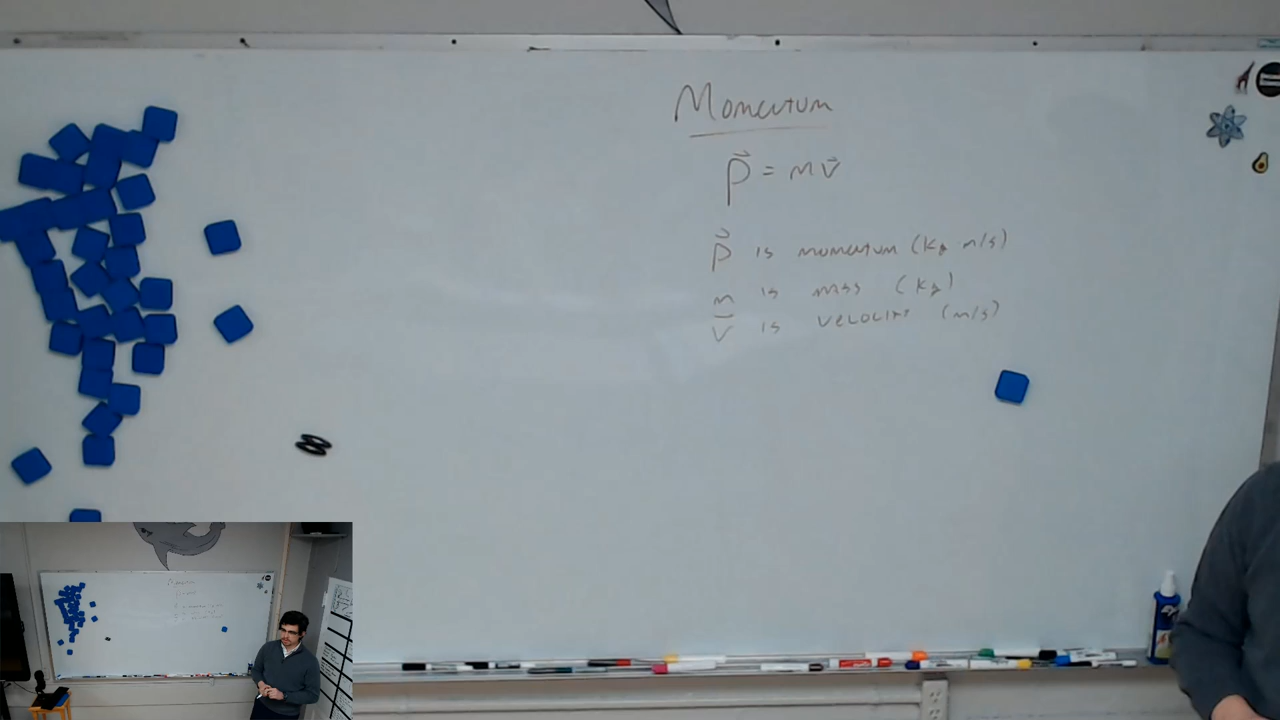 Momentum
p⃗ = mv⃗
p⃗ is momentum (kg m/s)
m is mass (kg)
v⃗ is velocity (m/s)